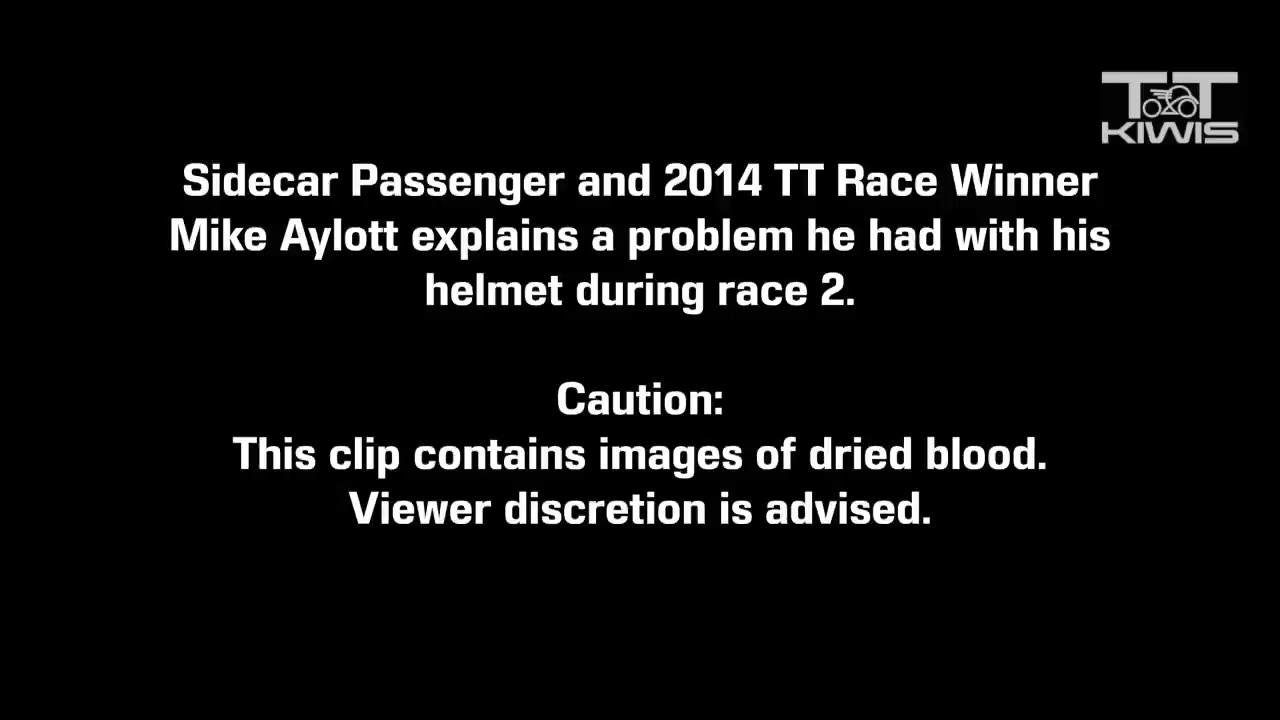 TT
KIWIS
Sidecar Passenger and 2014 TT Race Winner
Mike Aylott explains a problem he had with his
helmet during race 2.
Caution:
This clip contains images of dried blood.
Viewer discretion is advised.